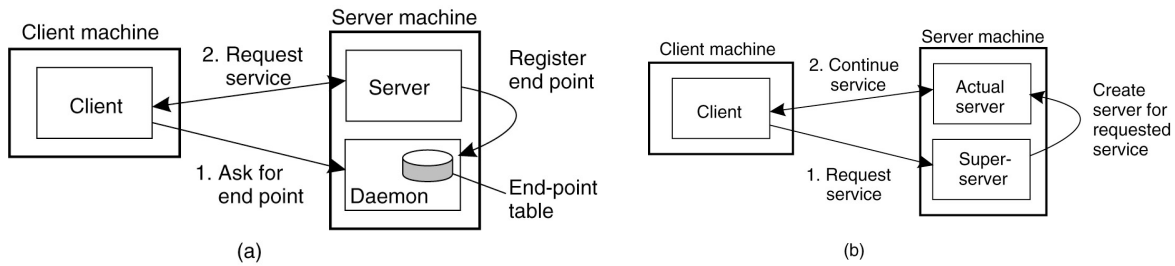 Client machine
Server machine
2. Request
service
Register
end point
Client
Server
1. Ask for
end point
Daemon
End-point
table
(a)
Client machine
Server machine
2. Continue
service
Client
Actual
server
Create
server for
requested
service
Super-
server
1. Request
service
(b)